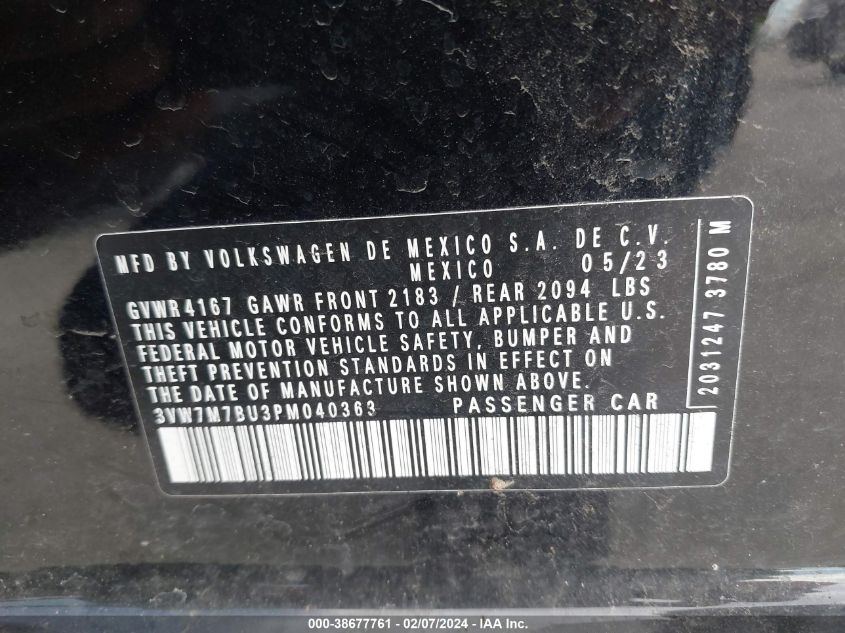 MFD BY VOLKSWAGEN DE MEXICO S.A. DE C.V.
MEXICO 05/23
GVWR4167 GAWR FRONT 2183 / REAR 2094 LBS
THIS VEHICLE CONFORMS TO ALL APPLICABLE U.S.
FEDERAL MOTOR VEHICLE SAFETY, BUMPER AND
THEFT PREVENTION STANDARDS IN EFFECT ON
THE DATE OF MANUFACTURE SHOWN ABOVE.
3VW7M7BU3PM040363 PASSENGER CAR
2031247 3780 M
000-38677761 - 02/07/2024 - IAA Inc.